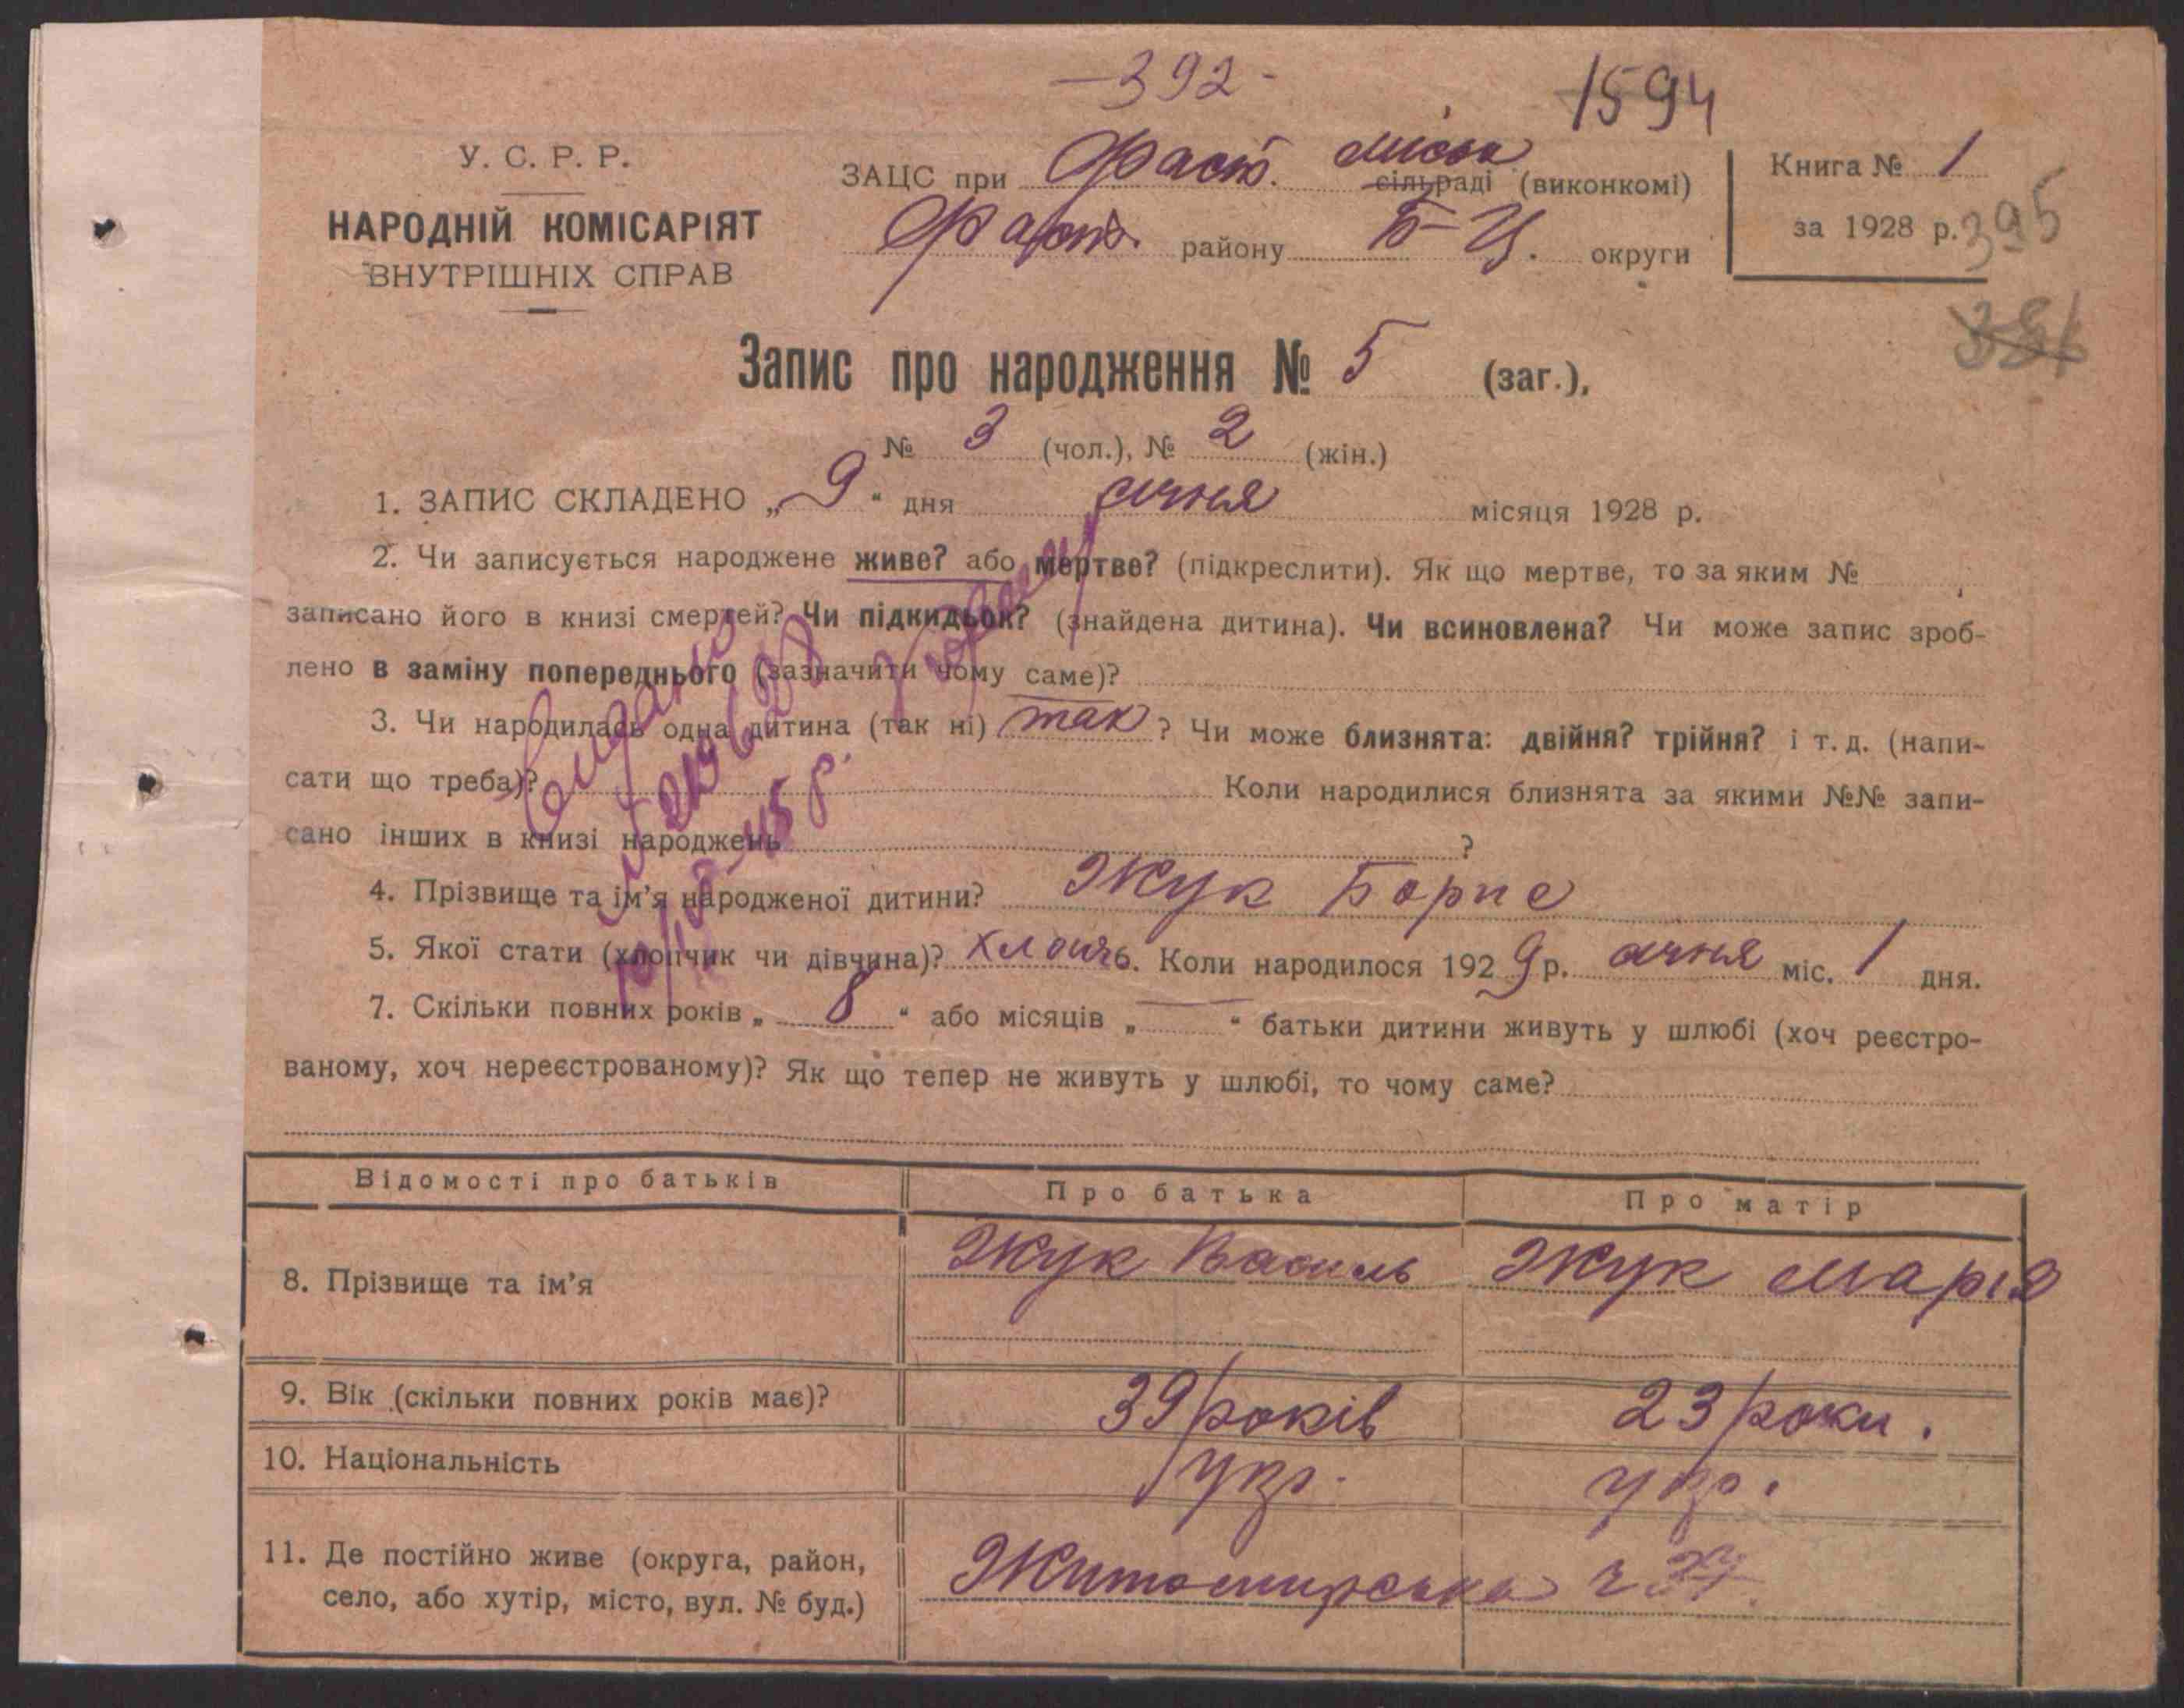 -392-
1594
У. С. Р. Р.
НАРОДНІЙ КОМІСАРІЯТ
ВНУТРІШНІХ СПРАВ
ЗАЦС при Фаст. міськ сільраді (виконкомі)
Фаст. району Б-Ц. округи
Книга № 1
за 1928 р.
395
Запис про народження № 5 (заг.),
№ 3 (чол.), № 2 (жін.)
1. ЗАПИС СКЛАДЕНО „9“ дня січня місяця 1928 р.
2. Чи записується народжене живе? або мертве? (підкреслити). Як що мертве, то за яким №
записано його в книзі смертей? Чи підкидьок? (знайдена дитина). Чи всиновлена? Чи може запис зроб-
лено в заміну попереднього (зазначити чому саме)?
3. Чи народилась одна дитина (так ні) так ? Чи може близнята: двійня? трійня? і т. д. (напи-
сати що треба)? Коли народилися близнята за якими №№ запи-
сано інших в книзі народжень ?
4. Прізвище та ім’я народженої дитини? Жук Борис
5. Якої стати (хлопчик чи дівчина)? хлопч. Коли народилося 1929 р. січня міс. 1 дня.
7. Скільки повних років „ 8 “ або місяців „ — “ батьки дитини живуть у шлюбі (хоч реєстро-
ваному, хоч нереєстрованому)? Як що тепер не живуть у шлюбі, то чому саме?
Відомості про батьків Про батька Про матір
8. Прізвище та ім’я Жук Василь Жук Марія
9. Вік (скільки повних років має)? 39 років 23 роки.
10. Національність укр. укр.
11. Де постійно живе (округа, район,
село, або хутір, місто, вул. № буд.) Житомирська